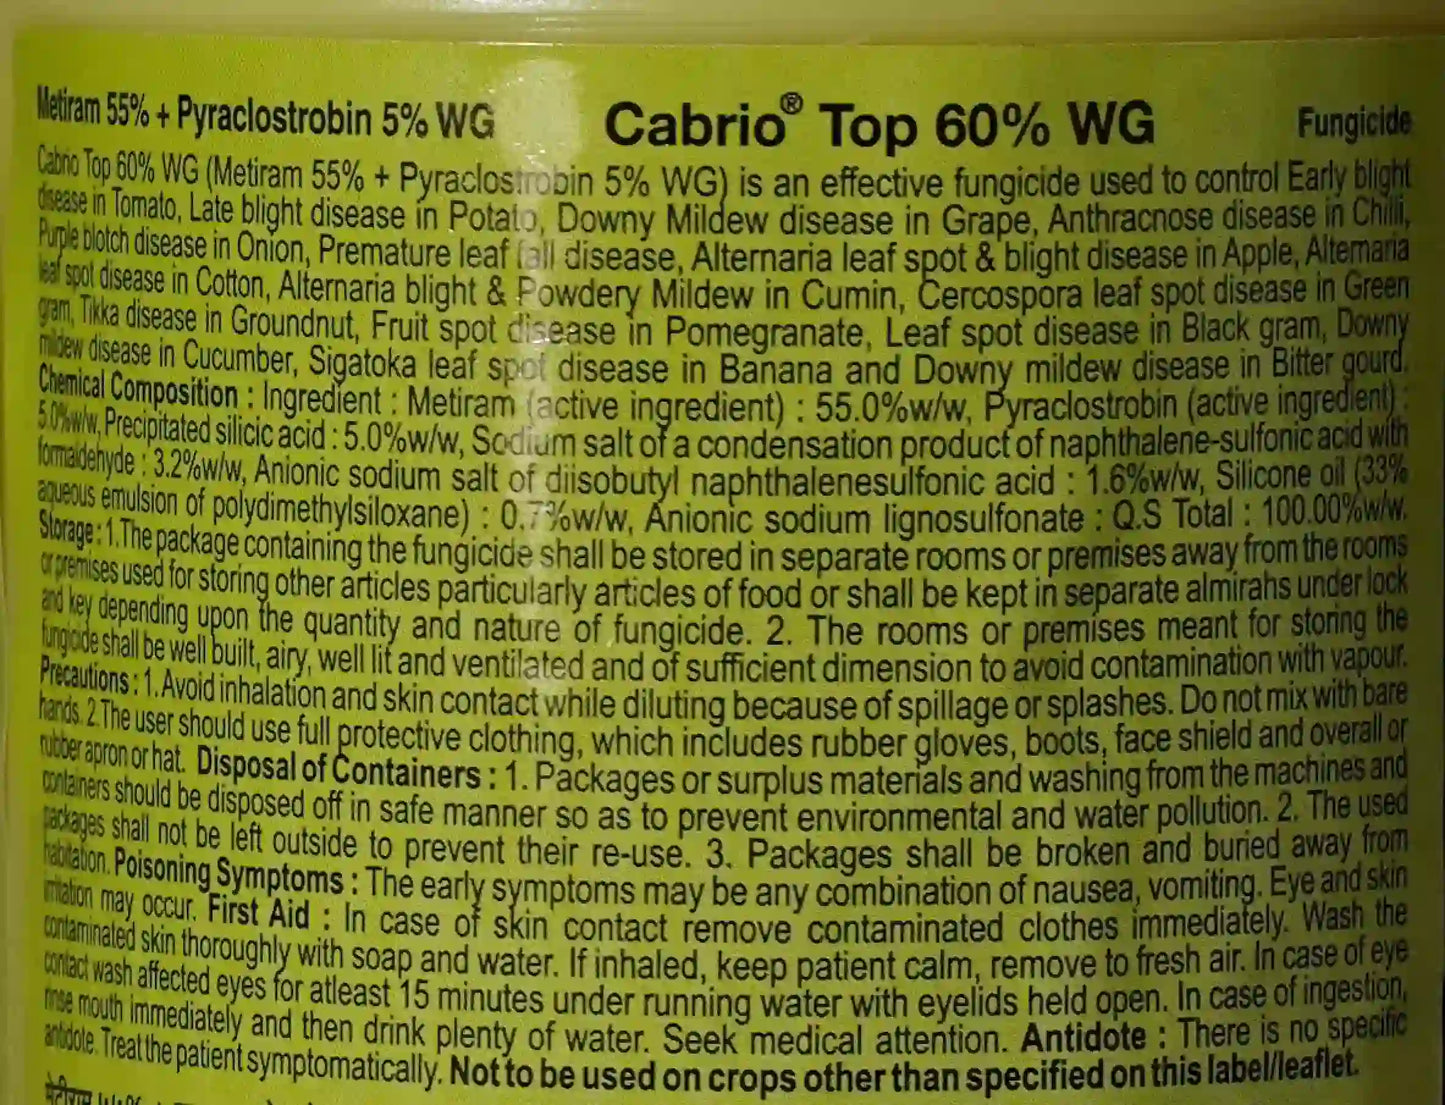 Metiram 55% + Pyraclostrobin 5% WG Cabrio® Top 60% WG Fungicide
Cabrio Top 60% WG (Metiram 55% + Pyraclostrobin 5% WG) is an effective fungicide used to control Early blight
disease in Tomato, Late blight disease in Potato, Downy Mildew disease in Grape, Anthracnose disease in Chilli,
Purple blotch disease in Onion, Premature leaf fall disease, Alternaria leaf spot & blight disease in Apple, Alternaria
leaf spot disease in Cotton, Alternaria blight & Powdery Mildew in Cumin, Cercospora leaf spot disease in Green
gram, Tikka disease in Groundnut, Fruit spot disease in Pomegranate, Leaf spot disease in Black gram, Downy
mildew disease in Cucumber, Sigatoka leaf spot disease in Banana and Downy mildew disease in Bitter gourd.
Chemical Composition : Ingredient : Metiram (active ingredient) : 55.0%w/w, Pyraclostrobin (active ingredient) :
5.0%w/w, Precipitated silicic acid : 5.0%w/w, Sodium salt of a condensation product of naphthalene-sulfonic acid with
formaldehyde : 3.2%w/w, Anionic sodium salt of diisobutyl naphthalenesulfonic acid : 1.6%w/w, Silicone oil (33%
aqueous emulsion of polydimethylsiloxane) : 0.7%w/w, Anionic sodium lignosulfonate : Q.S Total : 100.00%w/w.
Storage : 1.The package containing the fungicide shall be stored in separate rooms or premises away from the rooms
or premises used for storing other articles particularly articles of food or shall be kept in separate almirahs under lock
and key depending upon the quantity and nature of fungicide. 2. The rooms or premises meant for storing the
fungicide shall be well built, airy, well lit and ventilated and of sufficient dimension to avoid contamination with vapour.
Precautions : 1.Avoid inhalation and skin contact while diluting because of spillage or splashes. Do not mix with bare
hands. 2.The user should use full protective clothing, which includes rubber gloves, boots, face shield and overall or
rubber apron or hat. Disposal of Containers : 1. Packages or surplus materials and washing from the machines and
containers should be disposed off in safe manner so as to prevent environmental and water pollution. 2. The used
packages shall not be left outside to prevent their re-use. 3. Packages shall be broken and buried away from
habitation. Poisoning Symptoms : The early symptoms may be any combination of nausea, vomiting. Eye and skin
irritation may occur. First Aid : In case of skin contact remove contaminated clothes immediately. Wash the
contaminated skin thoroughly with soap and water. If inhaled, keep patient calm, remove to fresh air. In case of eye
contact wash affected eyes for atleast 15 minutes under running water with eyelids held open. In case of ingestion,
rinse mouth immediately and then drink plenty of water. Seek medical attention. Antidote : There is no specific
antidote. Treat the patient symptomatically. Not to be used on crops other than specified on this label/leaflet.